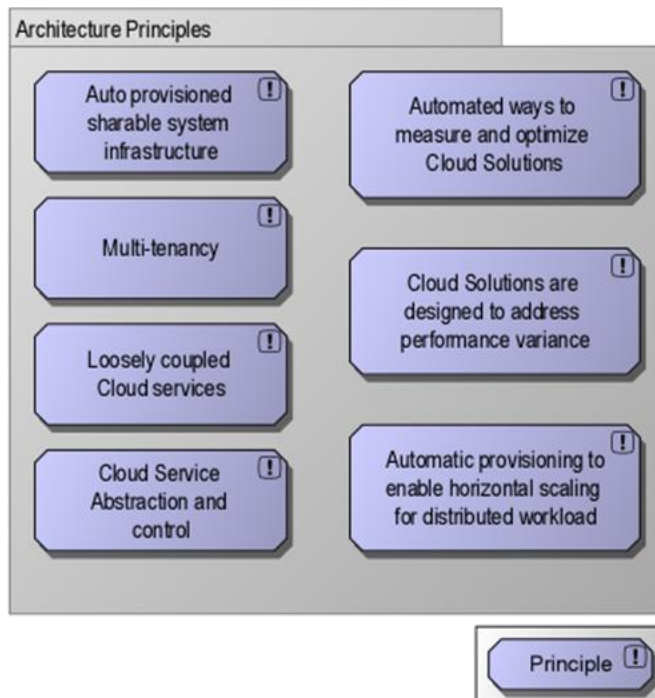 Architecture Principles
Auto provisioned
sharable system
infrastructure
Multi-tenancy
Loosely coupled
Cloud services
Cloud Service
Abstraction and
control
Automated ways to
measure and optimize
Cloud Solutions
Cloud Solutions are
designed to address
performance variance
Automatic provisioning to
enable horizontal scaling
for distributed workload
Principle